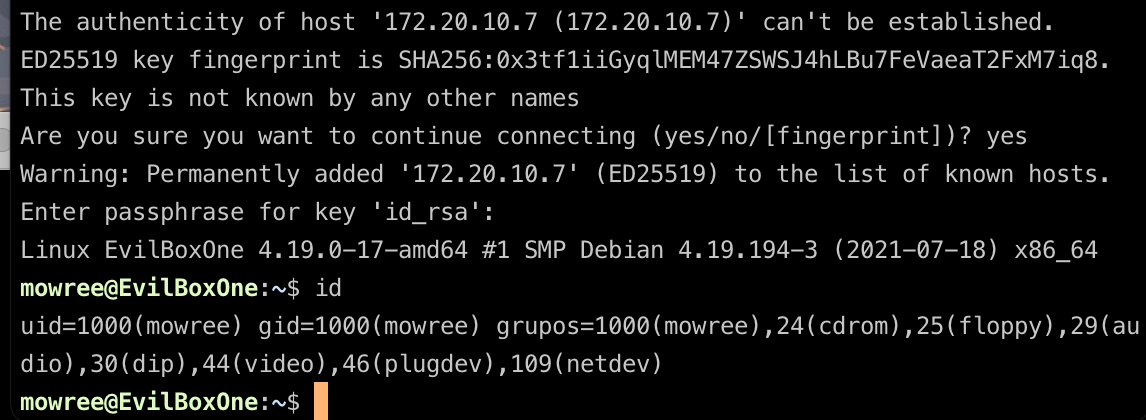 The authenticity of host '172.20.10.7 (172.20.10.7)' can't be established.
ED25519 key fingerprint is SHA256:0x3tf1iiGyqlMEM47ZSWSJ4hLBu7FeVaeaT2FxM7iq8.
This key is not known by any other names
Are you sure you want to continue connecting (yes/no/[fingerprint])? yes
Warning: Permanently added '172.20.10.7' (ED25519) to the list of known hosts.
Enter passphrase for key 'id_rsa':
Linux EvilBoxOne 4.19.0-17-amd64 #1 SMP Debian 4.19.194-3 (2021-07-18) x86_64
mowree@EvilBoxOne:~$ id
uid=1000(mowree) gid=1000(mowree) grupos=1000(mowree),24(cdrom),25(floppy),29(au
dio),30(dip),44(video),46(plugdev),109(netdev)
mowree@EvilBoxOne:~$